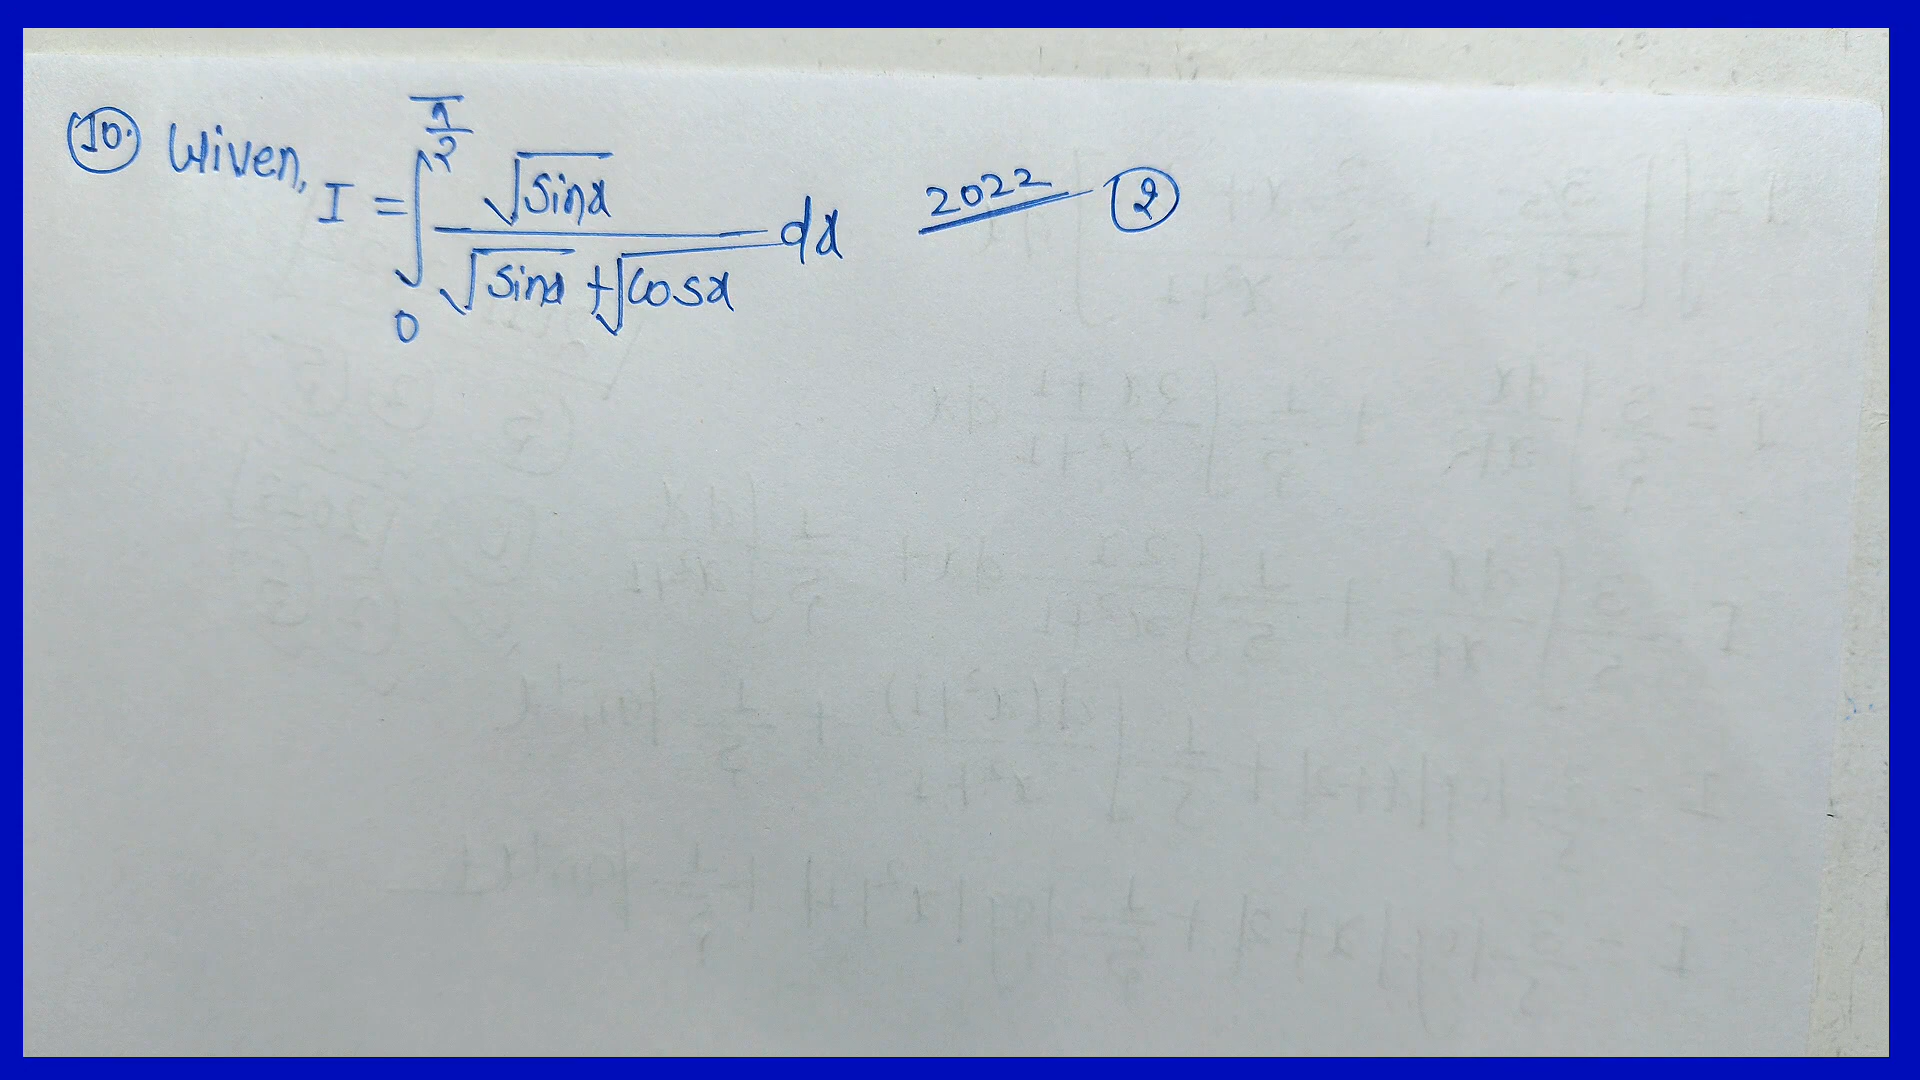 10. Given, I = ∫₀^(π/2) √sinx / (√sinx + √cosx) dx 2022 (2)